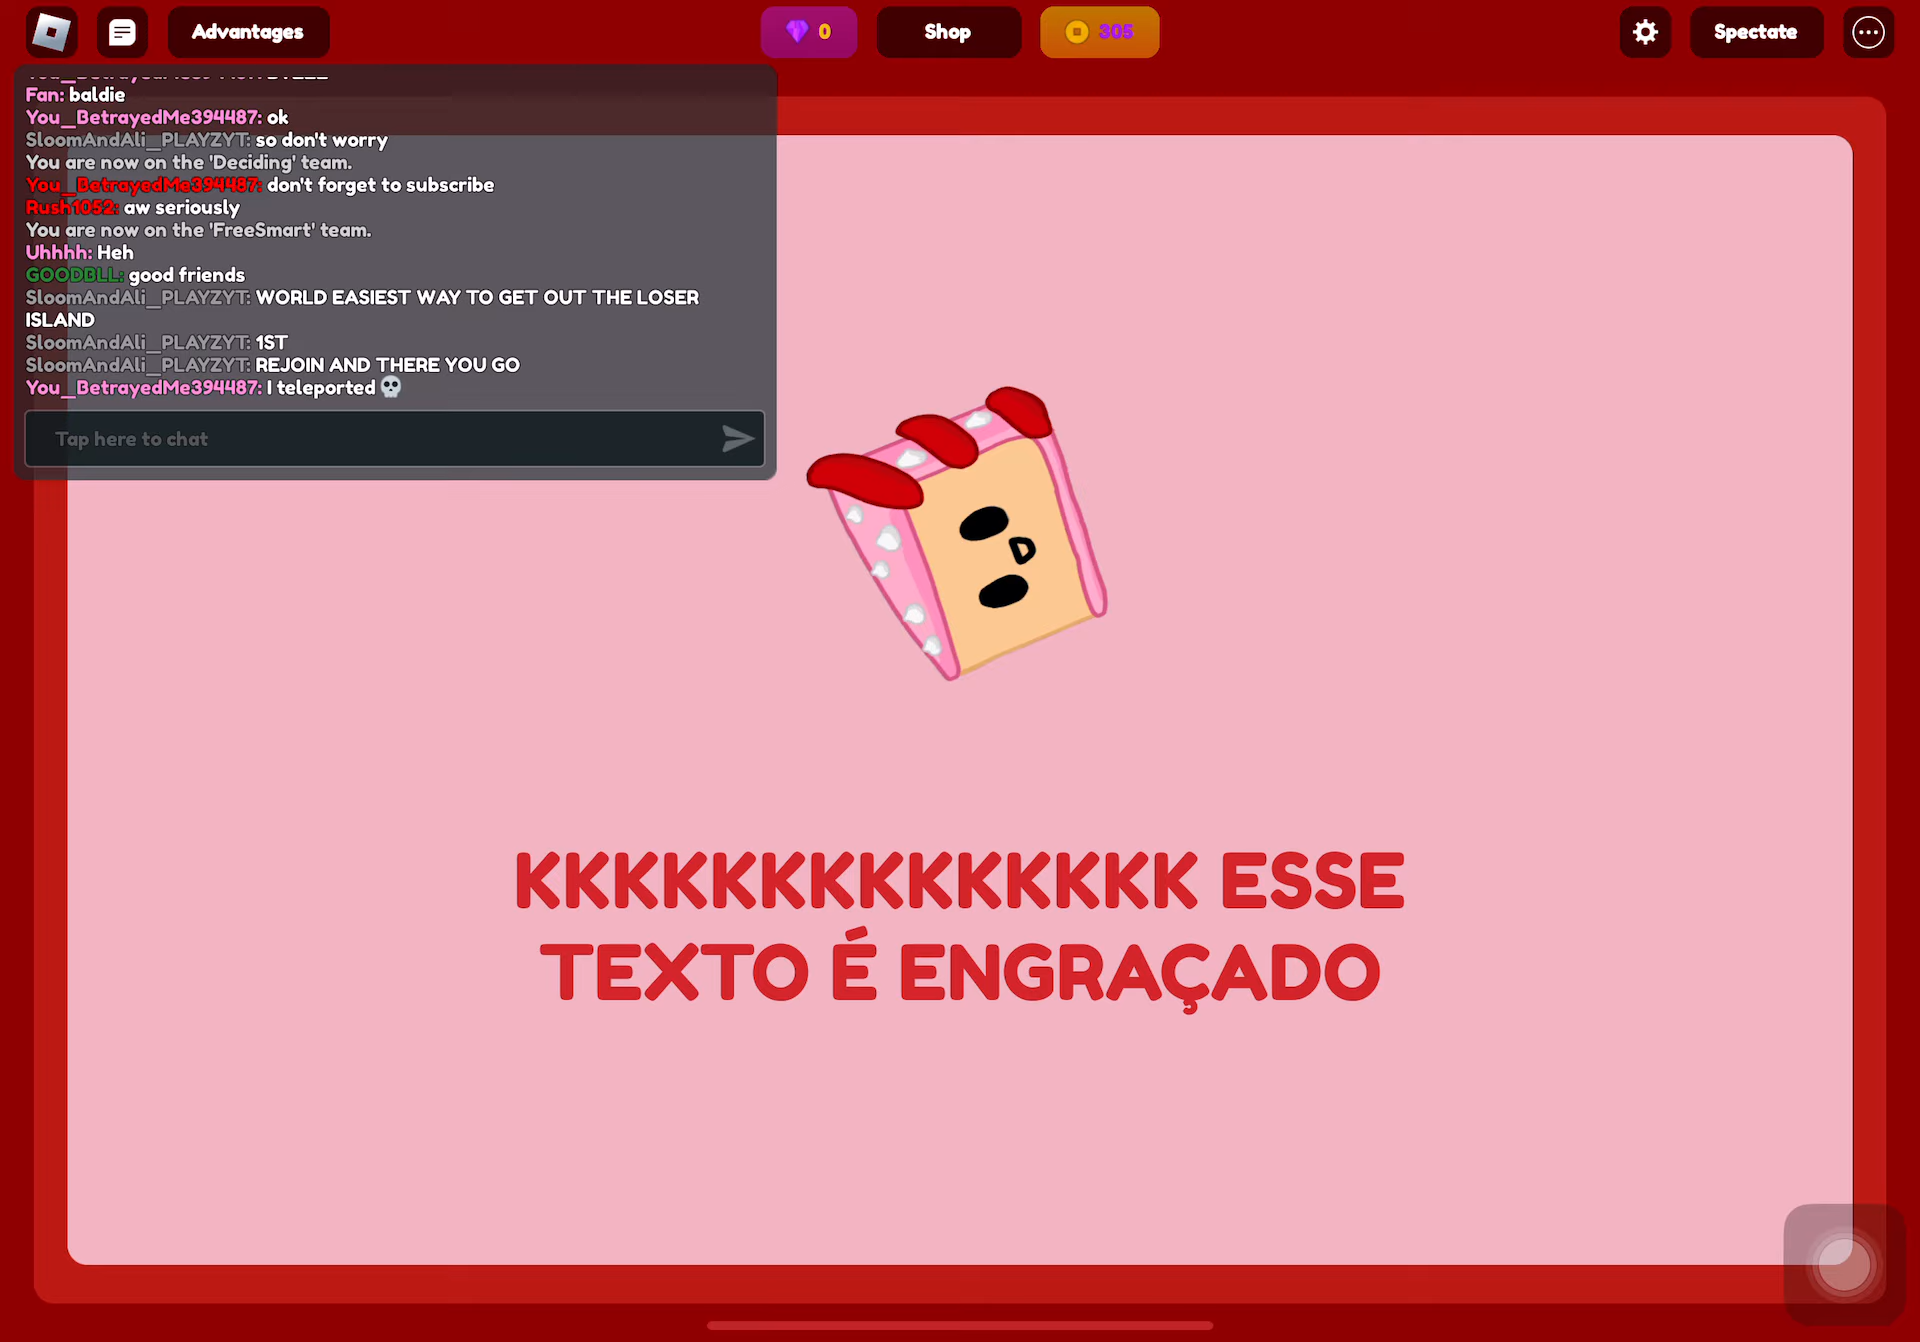 Advantages
0
Shop
305
Spectate
Fan: baldie
You_BetrayedMe394487: ok
SloomAndAli_PLAYZYT: so don't worry
You are now on the 'Deciding' team.
You_BetrayedMe394487: don't forget to subscribe
Rush1052: aw seriously
You are now on the 'FreeSmart' team.
Uhhhh: Heh
GOODBLL: good friends
SloomAndAli_PLAYZYT: WORLD EASIEST WAY TO GET OUT THE LOSER
ISLAND
SloomAndAli_PLAYZYT: 1ST
SloomAndAli_PLAYZYT: REJOIN AND THERE YOU GO
You_BetrayedMe394487: I teleported 💀
Tap here to chat
KKKKKKKKKKKKKK ESSE
TEXTO É ENGRAÇADO